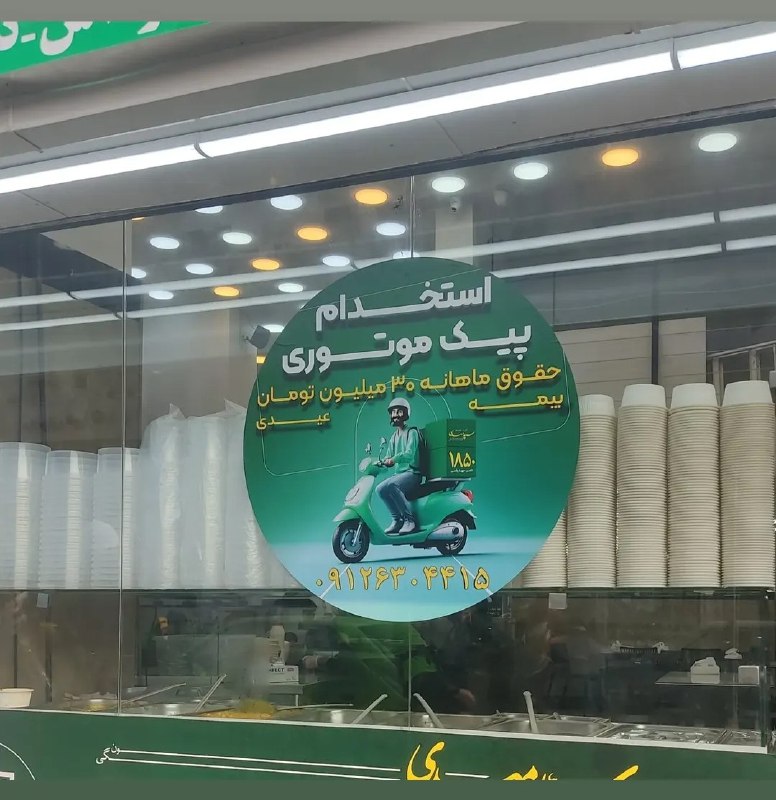 استخدام
پیک موتوری
حقوق ماهانه ۳۰ میلیون تومان
بیمه
عیدی
۱۸۵۰
۰۹۱۲۶۳۰۴۴۱۵